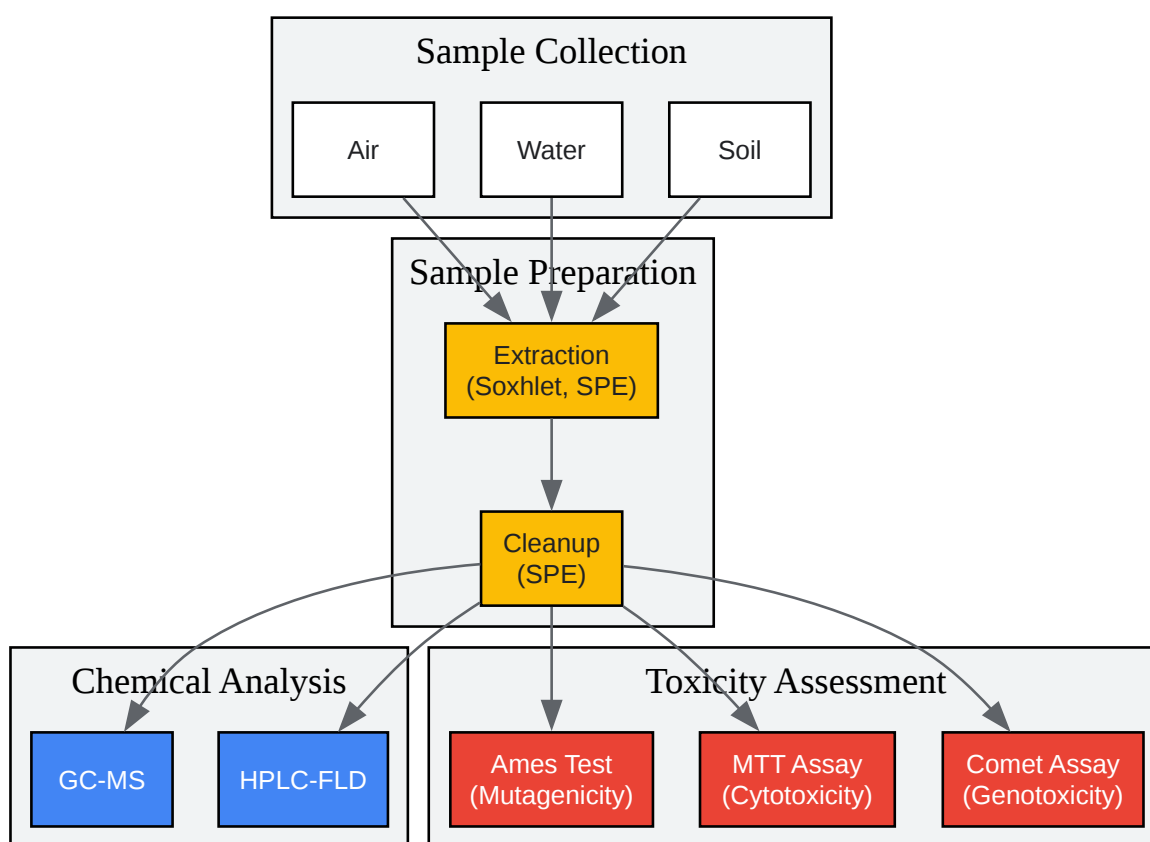 Sample Collection
Air
Water
Soil
Sample Preparation
Extraction
(Soxhlet, SPE)
Cleanup
(SPE)
Chemical Analysis
GC-MS
HPLC-FLD
Toxicity Assessment
Ames Test
(Mutagenicity)
MTT Assay
(Cytotoxicity)
Comet Assay
(Genotoxicity)